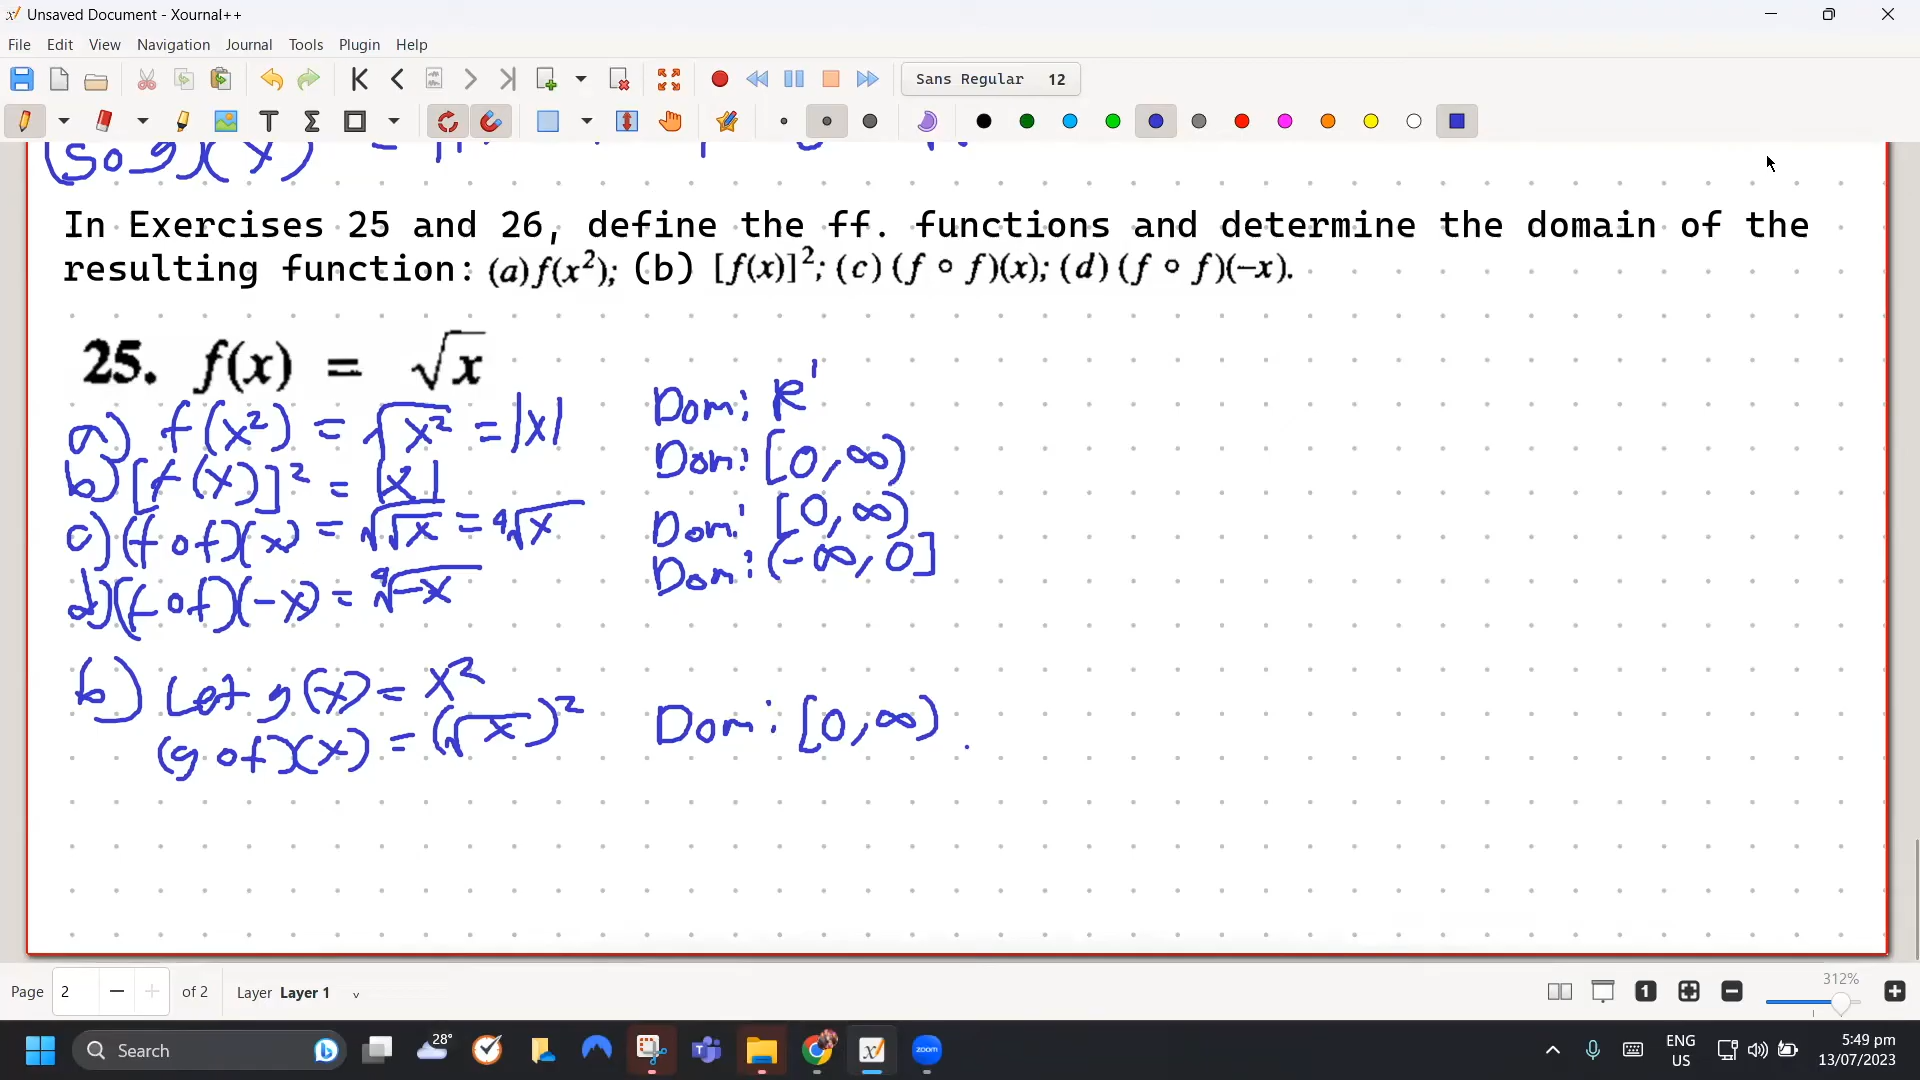 Unsaved Document - Xournal++
File Edit View Navigation Journal Tools Plugin Help
Sans Regular 12
In Exercises 25 and 26, define the ff. functions and determine the domain of the
resulting function: (a) f(x²); (b) [f(x)]²; (c) (f ∘ f)(x); (d) (f ∘ f)(−x).
25. f(x) = √x
a) f(x²) = √x² = |x| Dom: R¹
b) [f(x)]² = |x| Dom: [0,∞)
c) (f∘f)(x) = √√x = ⁴√x Dom: [0,∞)
d) (f∘f)(-x) = ⁴√-x Dom: (-∞,0]
b) Let g(x) = x²
(g∘f)(x) = (√x)² Dom: [0,∞)
Page 2 of 2 Layer Layer 1 312%
Search 28° zoom ENG US 5:49 pm 13/07/2023